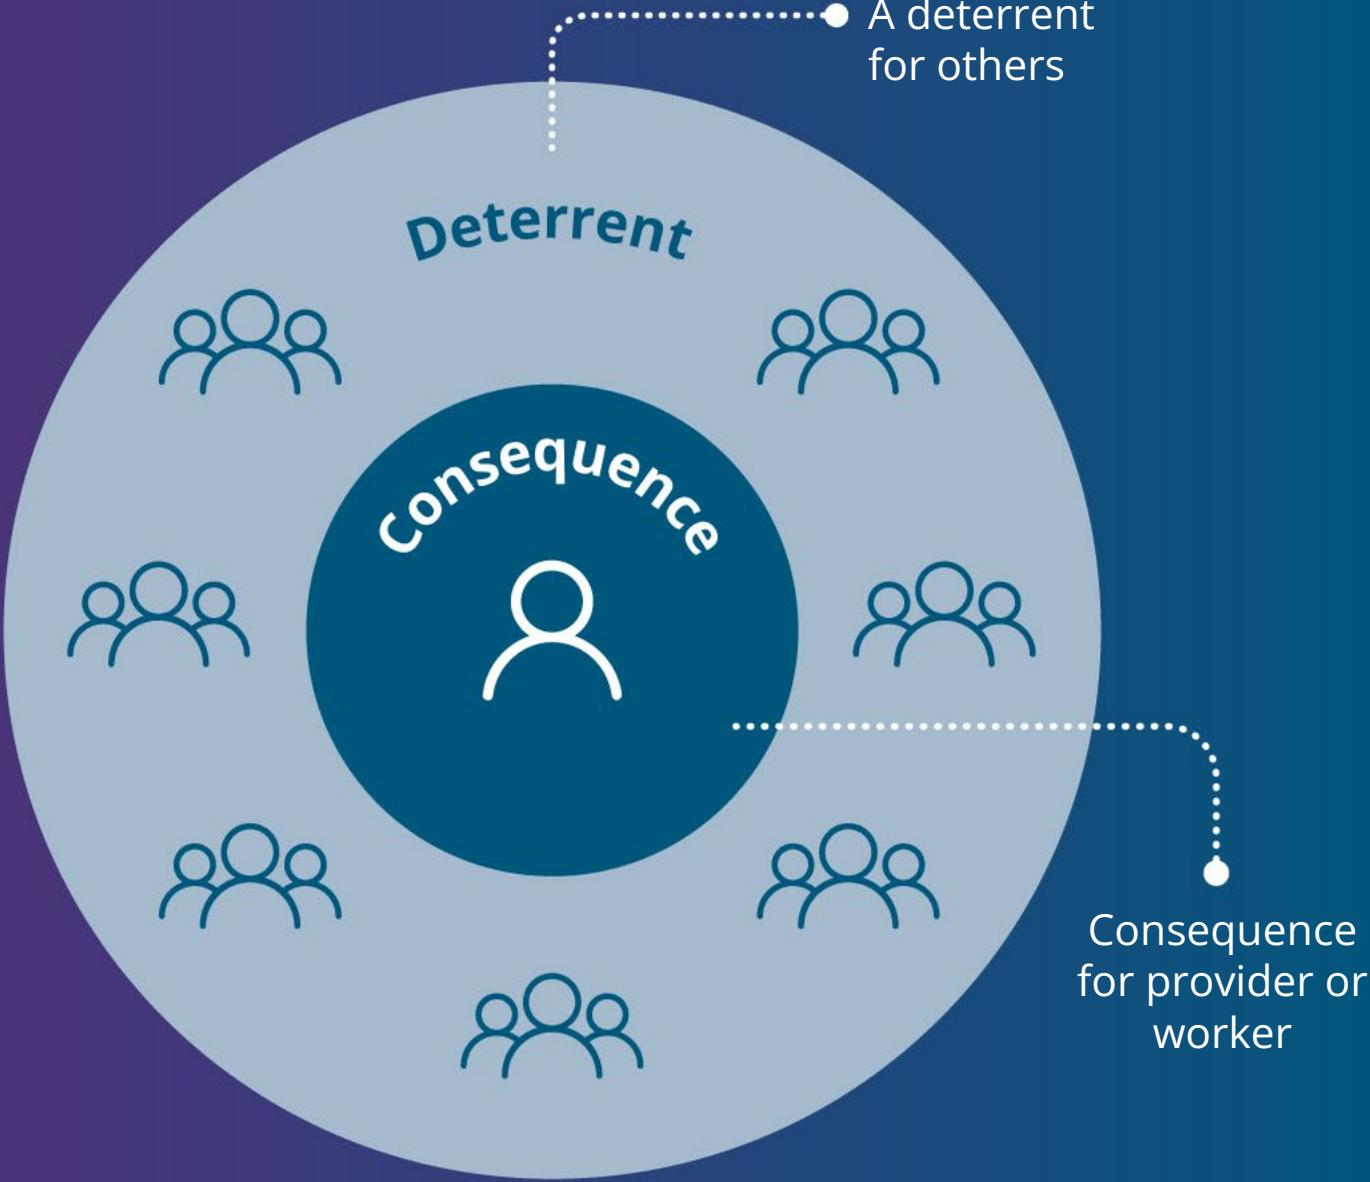 A deterrent
for others
Deterrent
Consequence
Consequence
for provider or
worker